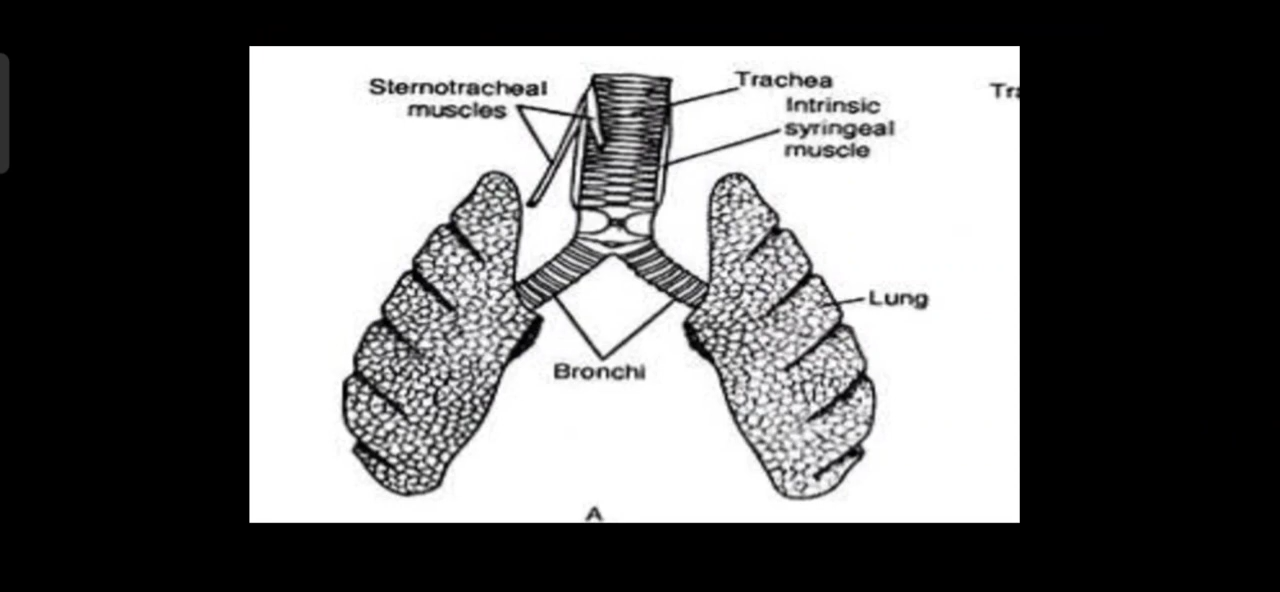 Sternotracheal
muscles
Trachea
Intrinsic
syringeal
muscle
Lung
Bronchi
A